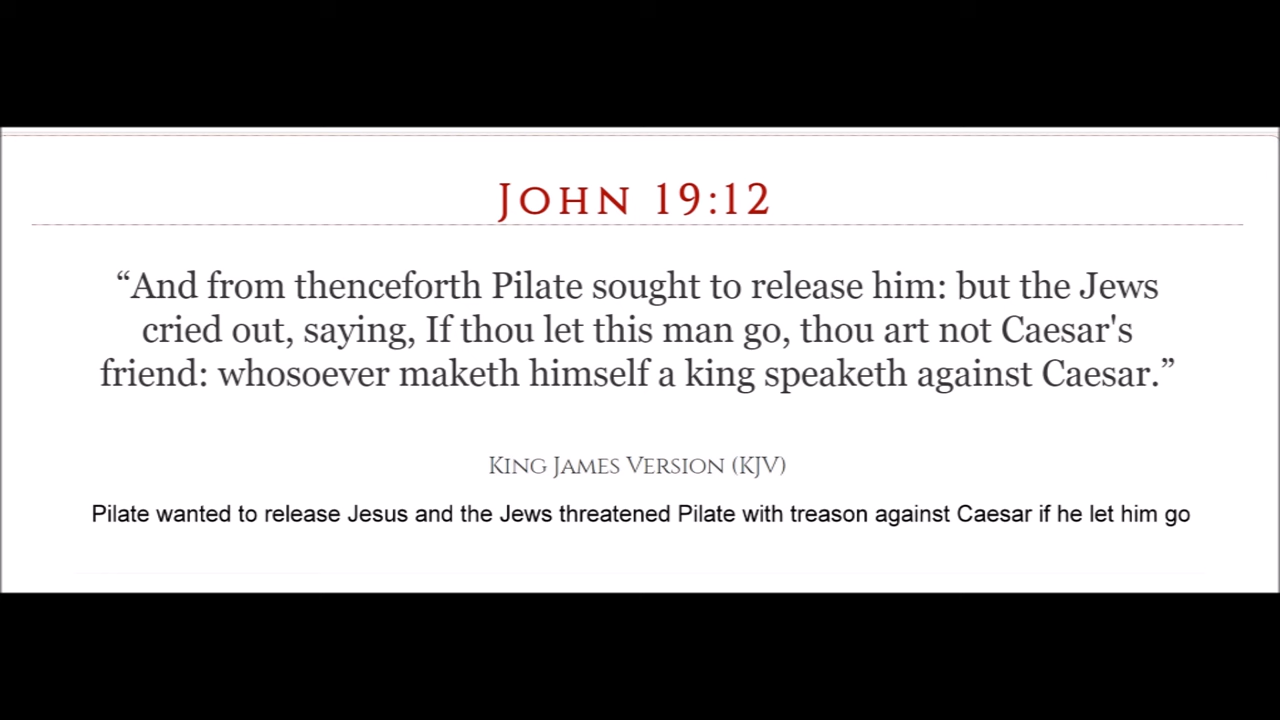 John 19:12
“And from thenceforth Pilate sought to release him: but the Jews
cried out, saying, If thou let this man go, thou art not Caesar's
friend: whosoever maketh himself a king speaketh against Caesar.”
King James Version (KJV)
Pilate wanted to release Jesus and the Jews threatened Pilate with treason against Caesar if he let him go